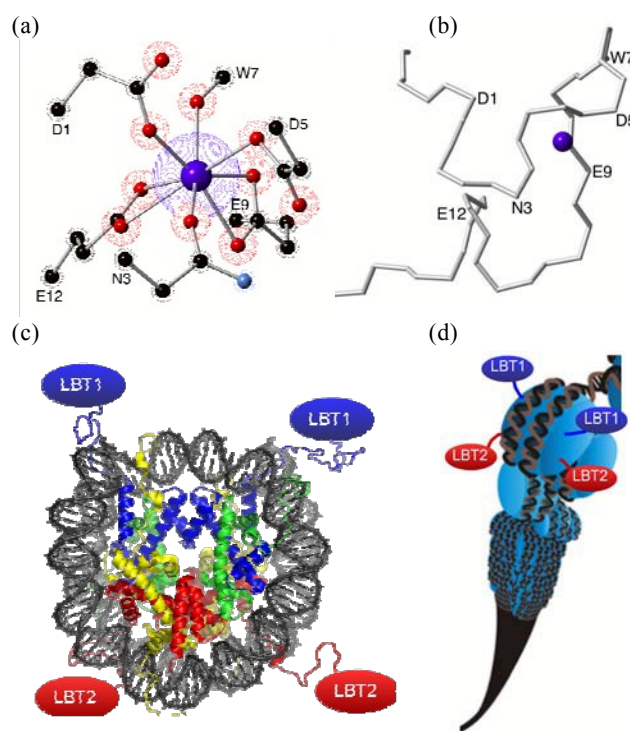 (a)
(b)
W7
D1
D5
E9
N3
E12
W7
D1
D5
E9
N3
E12
(c)
(d)
LBT1
LBT1
LBT2
LBT2
LBT1
LBT1
LBT2
LBT2